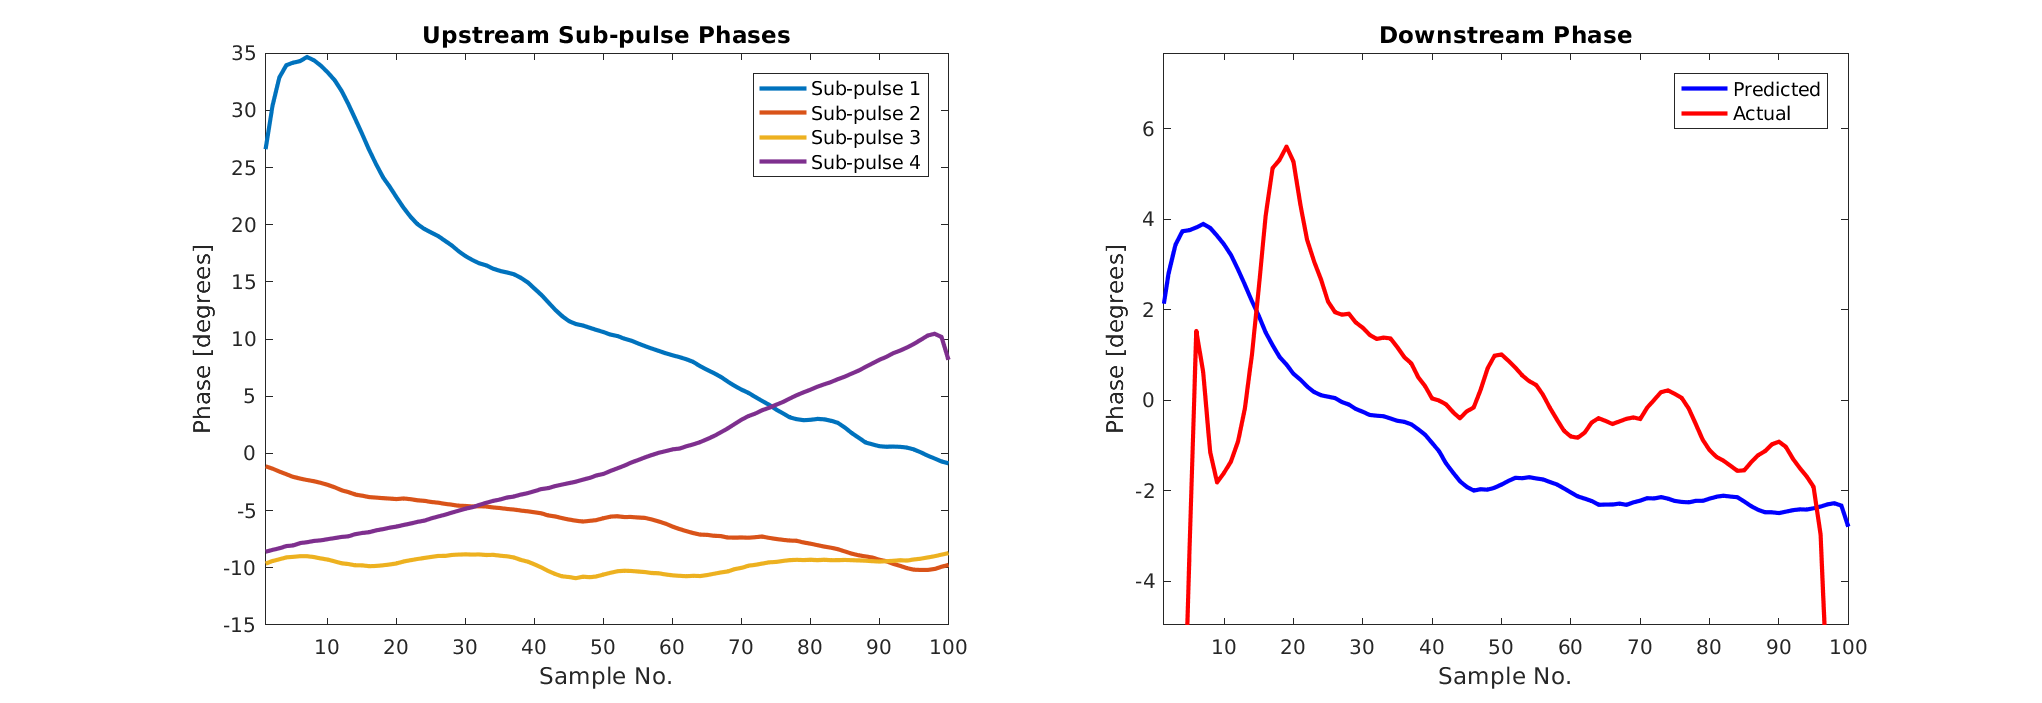 Upstream Sub-pulse Phases
35
30
25
20
15
10
5
0
-5
-10
-15
Phase [degrees]
10 20 30 40 50 60 70 80 90 100
Sample No.
Sub-pulse 1
Sub-pulse 2
Sub-pulse 3
Sub-pulse 4
Downstream Phase
6
4
2
0
-2
-4
Phase [degrees]
10 20 30 40 50 60 70 80 90 100
Sample No.
Predicted
Actual